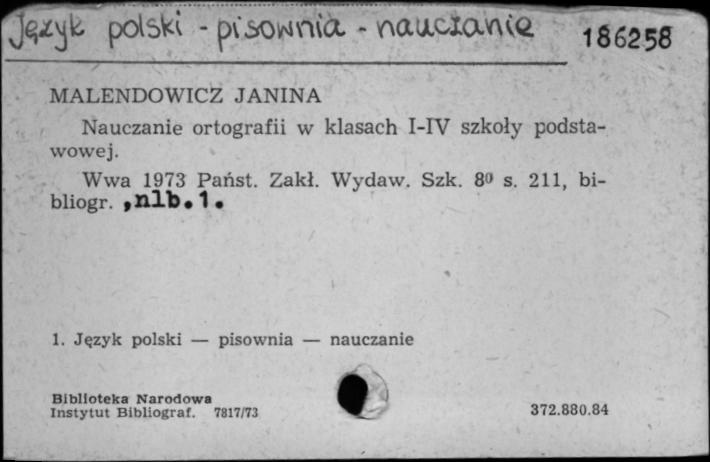 Język polski - pisownia - nauczanie
186258
MALENDOWICZ JANINA
Nauczanie ortografii w klasach I-IV szkoły podsta-
wowej.
Wwa 1973 Państ. Zakł. Wydaw. Szk. 8⁰ s. 211, bi-
bliogr. ,nlb.1.
1. Język polski — pisownia — nauczanie
Biblioteka Narodowa
Instytut Bibliograf. 7817/73
372.880.84